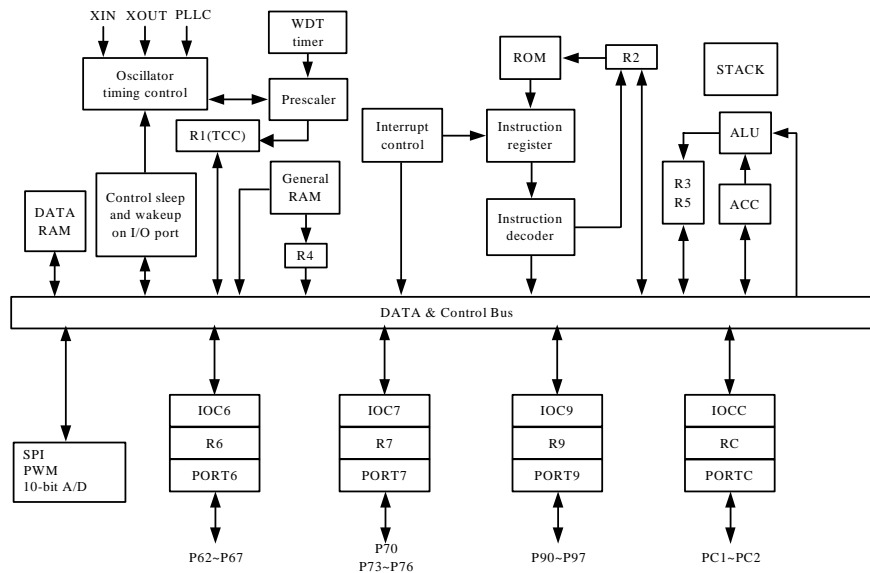 XIN XOUT PLLC
WDT
timer
Oscillator
timing control
Prescaler
R1(TCC)
ROM
R2
STACK
Interrupt
control
Instruction
register
ALU
General
RAM
R3
R5
ACC
DATA
RAM
Control sleep
and wakeup
on I/O port
R4
Instruction
decoder
DATA & Control Bus
SPI
PWM
10-bit A/D
IOC6
R6
PORT6
P62~P67
IOC7
R7
PORT7
P70
P73~P76
IOC9
R9
PORT9
P90~P97
IOCC
RC
PORTC
PC1~PC2